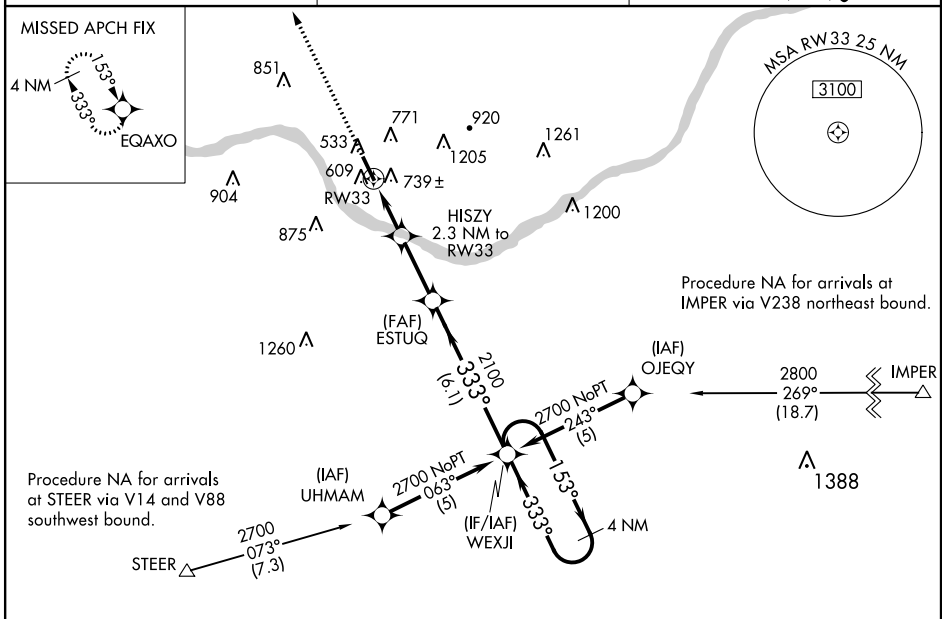 MISSED APCH FIX
4 NM
153°
333°
EQAXO
851
771
920
533
1205
1261
609
RW33
739±
904
875
1200
HISZY
2.3 NM to
RW33
MSA RW33 25 NM
3100
Procedure NA for arrivals at
IMPER via V238 northeast bound.
(FAF)
ESTUQ
1260
2100
333°
(6.1)
(IAF)
OJEQY
2800
269°
(18.7)
IMPER
2700 NoPT
243°
(5)
1388
Procedure NA for arrivals
at STEER via V14 and V88
southwest bound.
(IAF)
UHMAM
2700 NoPT
063°
(5)
(IF/IAF)
WEXJI
153°
333°
4 NM
2700
073°
(7.3)
STEER